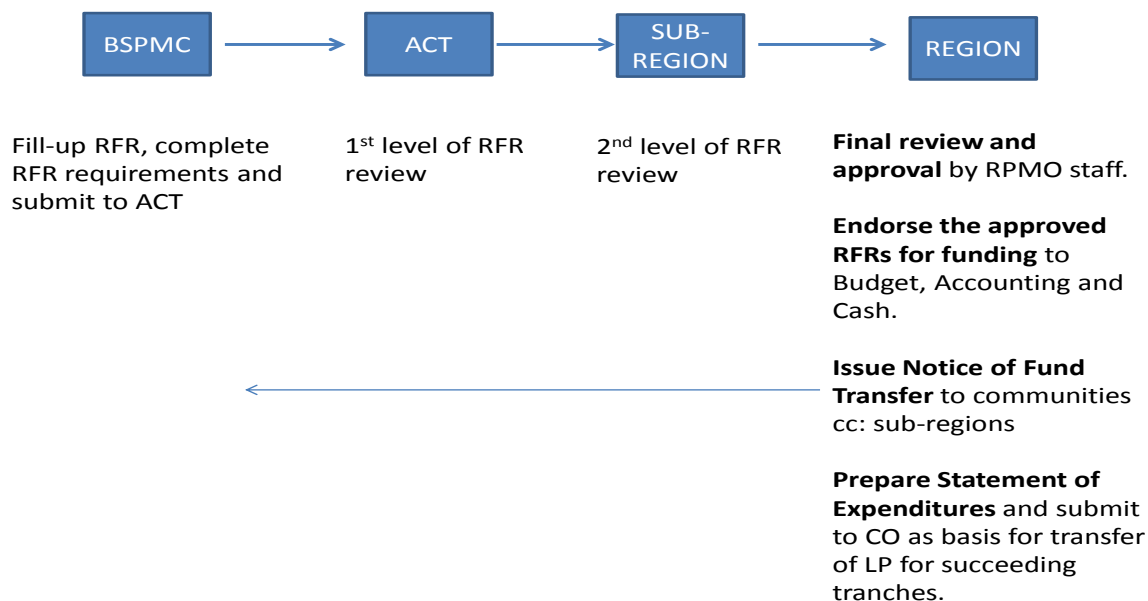 BSPMC
ACT
SUB-
REGION
REGION
Fill-up RFR, complete
RFR requirements and
submit to ACT
1st level of RFR
review
2nd level of RFR
review
Final review and
approval by RPMO staff.
Endorse the approved
RFRs for funding to
Budget, Accounting and
Cash.
Issue Notice of Fund
Transfer to communities
cc: sub-regions
Prepare Statement of
Expenditures and submit
to CO as basis for transfer
of LP for succeeding
tranches.